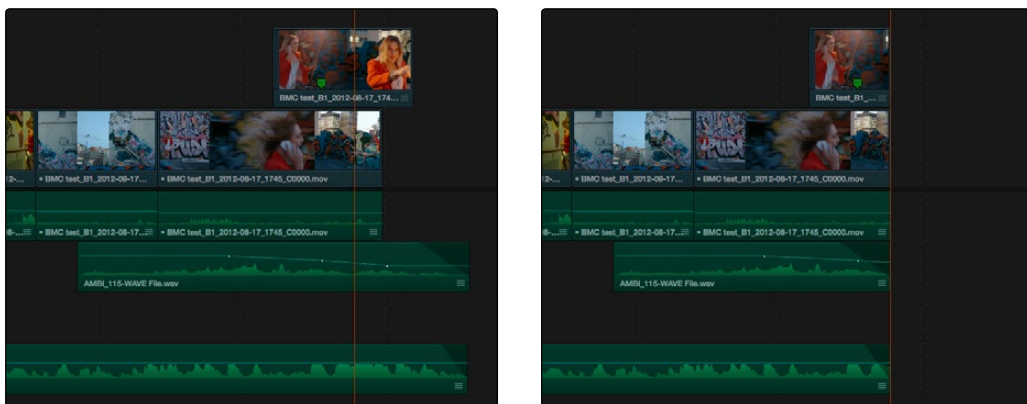 BMC test_B1_2012-08-17_174...
12-...
• BMC test_B1_2012-08-17...
• BMC test_B1_2012-08-17_1745_C0000.mov
8-...
• BMC test_B1_2012-08-17...
• BMC test_B1_2012-08-17_1745_C0000.mov
AMBI_115-WAVE File.wav
BMC test_B1_...
12-...
• BMC test_B1_2012-08-17...
• BMC test_B1_2012-08-17_1745_C0000.mov
8-...
• BMC test_B1_2012-08-17...
• BMC test_B1_2012-08-17_1745_C0000.mov
AMBI_115-WAVE File.wav